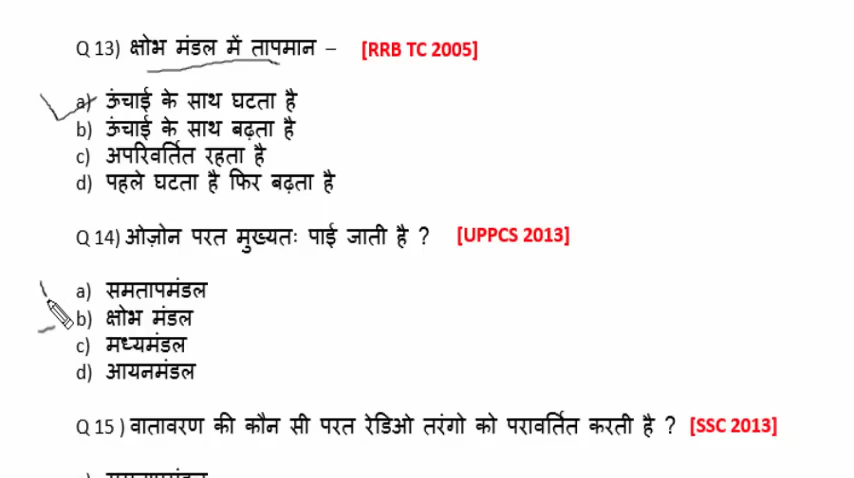 Q 13) क्षोभ मंडल में तापमान – [RRB TC 2005]
a) ऊंचाई के साथ घटता है
b) ऊंचाई के साथ बढ़ता है
c) अपरिवर्तित रहता है
d) पहले घटता है फिर बढ़ता है
Q 14) ओज़ोन परत मुख्यतः पाई जाती है ? [UPPCS 2013]
a) समतापमंडल
b) क्षोभ मंडल
c) मध्यमंडल
d) आयनमंडल
Q 15 ) वातावरण की कौन सी परत रेडिओ तरंगो को परावर्तित करती है ? [SSC 2013]